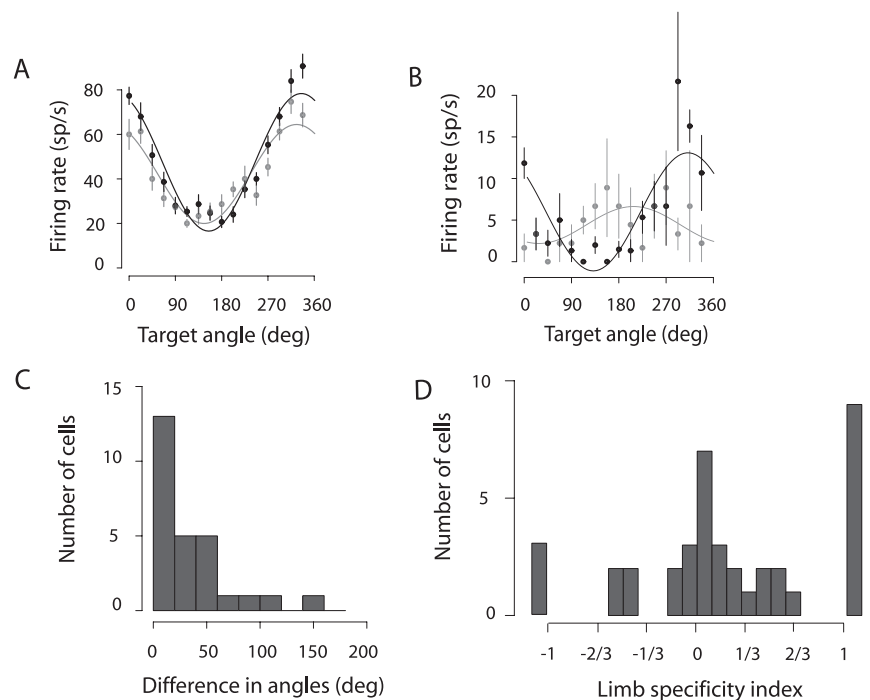 A
Firing rate (sp/s)
80
60
40
20
0
0 90 180 270 360
Target angle (deg)
B
Firing rate (sp/s)
20
15
10
5
0
0 90 180 270 360
Target angle (deg)
C
Number of cells
15
10
5
0
0 50 100 150 200
Difference in angles (deg)
D
Number of cells
10
5
0
-1 -2/3 -1/3 0 1/3 2/3 1
Limb specificity index